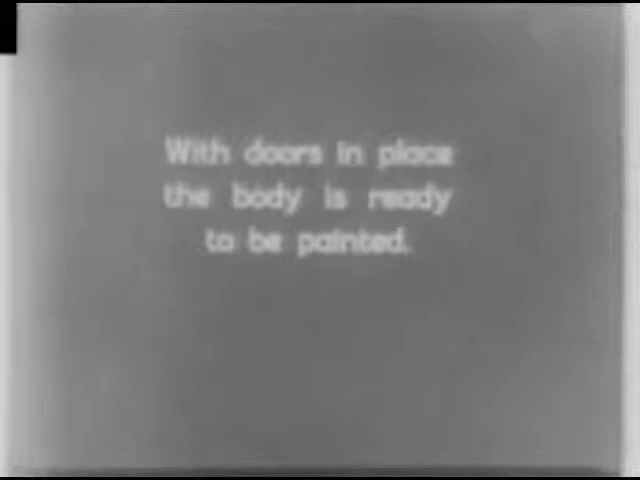 With doors in place
the body is ready
to be painted.